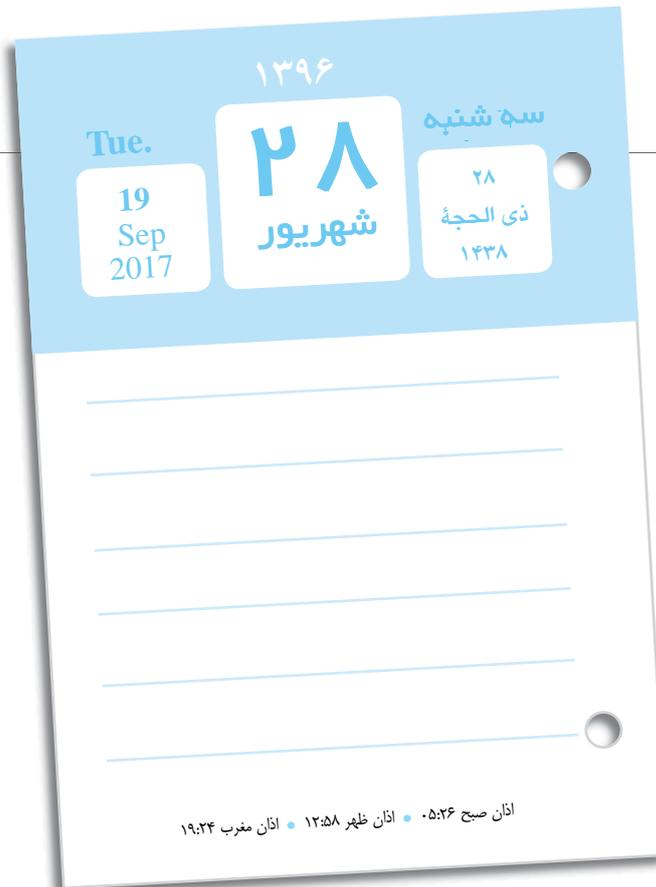 ۱۳۹۶
سه شنبه
۲۸
ذی الحجة
۱۴۳۸
۲۸
شهریور
Tue.
19
Sep
2017
اذان صبح ۰۵:۲۶ • اذان ظهر ۱۲:۵۸ • اذان مغرب ۱۹:۲۴